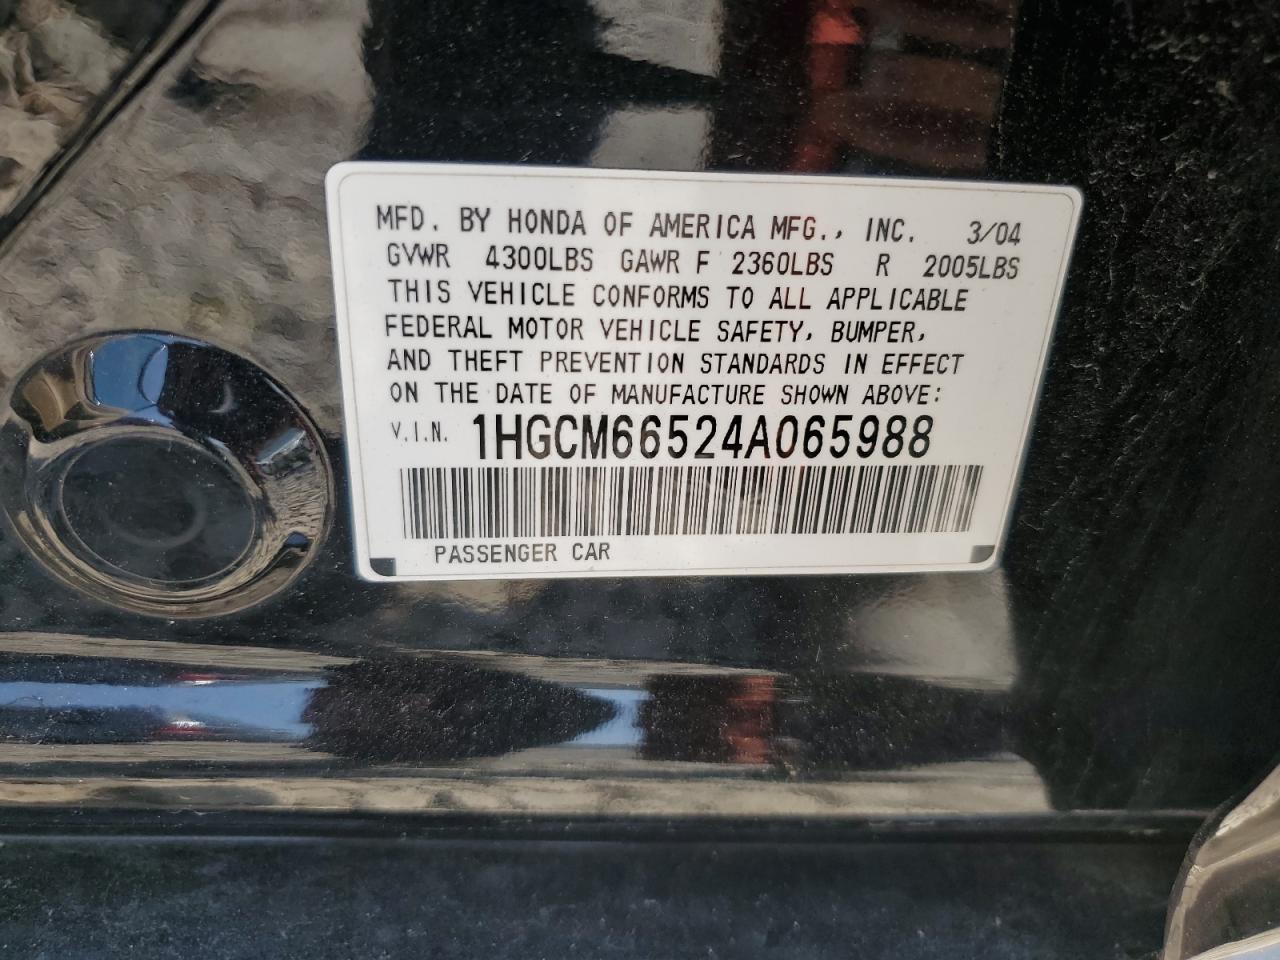 MFD. BY HONDA OF AMERICA MFG., INC. 3/04
GVWR 4300LBS GAWR F 2360LBS R 2005LBS
THIS VEHICLE CONFORMS TO ALL APPLICABLE
FEDERAL MOTOR VEHICLE SAFETY, BUMPER,
AND THEFT PREVENTION STANDARDS IN EFFECT
ON THE DATE OF MANUFACTURE SHOWN ABOVE:
V.I.N. 1HGCM66524A065988
PASSENGER CAR